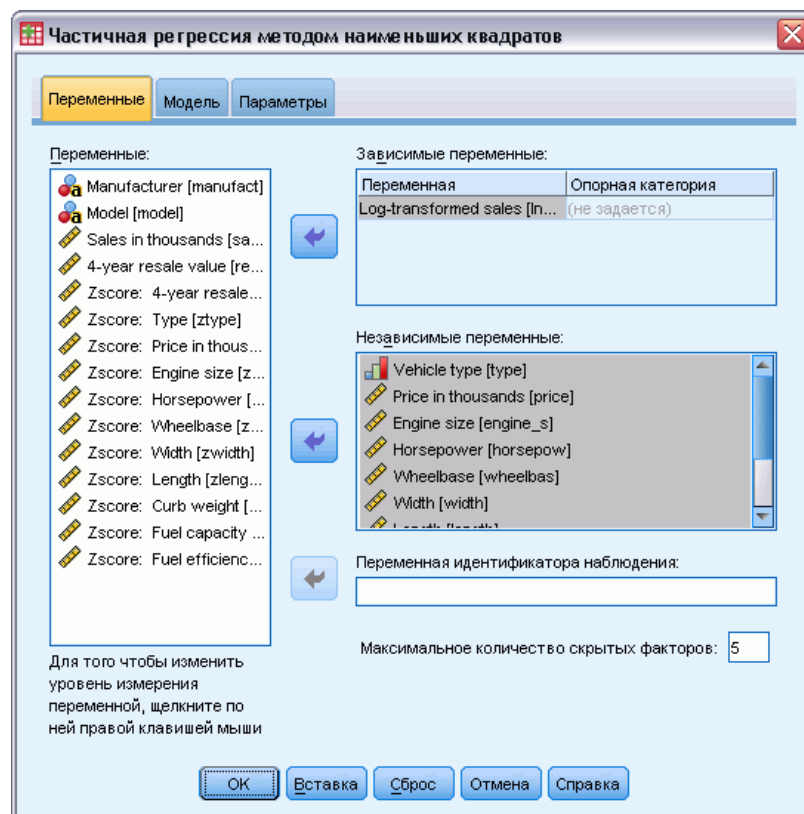 Частичная регрессия методом наименьших квадратов
Переменные
Модель
Параметры
Переменные:
Manufacturer [manufact]
Model [model]
Sales in thousands [sa...
4-year resale value [re...
Zscore: 4-year resale...
Zscore: Type [ztype]
Zscore: Price in thous...
Zscore: Engine size [z...
Zscore: Horsepower [...
Zscore: Wheelbase [z...
Zscore: Width [zwidth]
Zscore: Length [zleng...
Zscore: Curb weight [...
Zscore: Fuel capacity ...
Zscore: Fuel efficienc...
Для того чтобы изменить
уровень измерения
переменной, щелкните по
ней правой клавишей мыши
Зависимые переменные:
Переменная
Опорная категория
Log-transformed sales [ln...
(не задается)
Независимые переменные:
Vehicle type [type]
Price in thousands [price]
Engine size [engine_s]
Horsepower [horsepow]
Wheelbase [wheelbas]
Width [width]
Length [length]
Переменная идентификатора наблюдения:
Максимальное количество скрытых факторов: 5
OK
Вставка
Сброс
Отмена
Справка